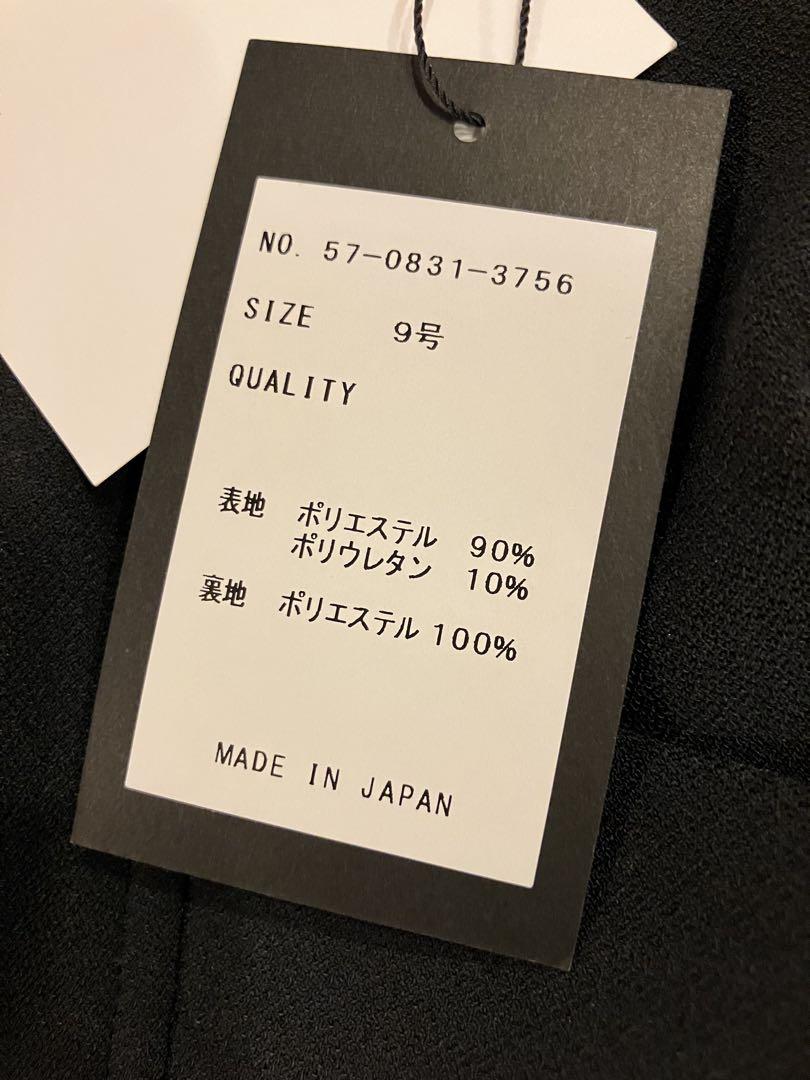 NO. 57-0831-3756
SIZE 9号
QUALITY
表地 ポリエステル 90%
ポリウレタン 10%
裏地 ポリエステル 100%
MADE IN JAPAN